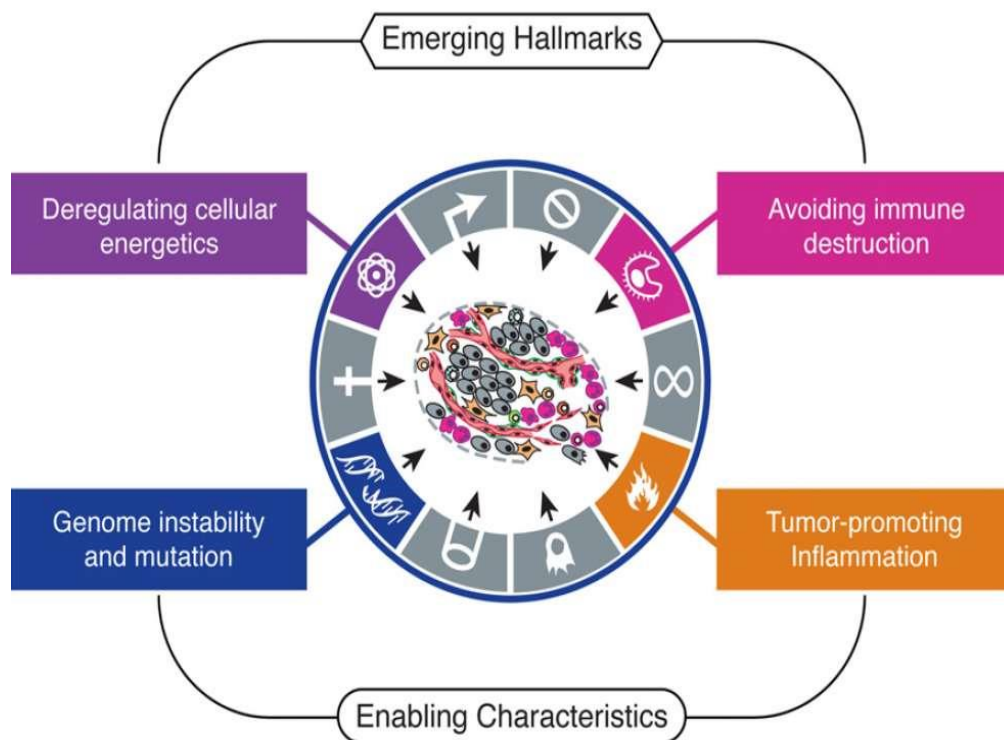 Emerging Hallmarks
Deregulating cellular
energetics
Avoiding immune
destruction
Genome instability
and mutation
Tumor-promoting
Inflammation
Enabling Characteristics